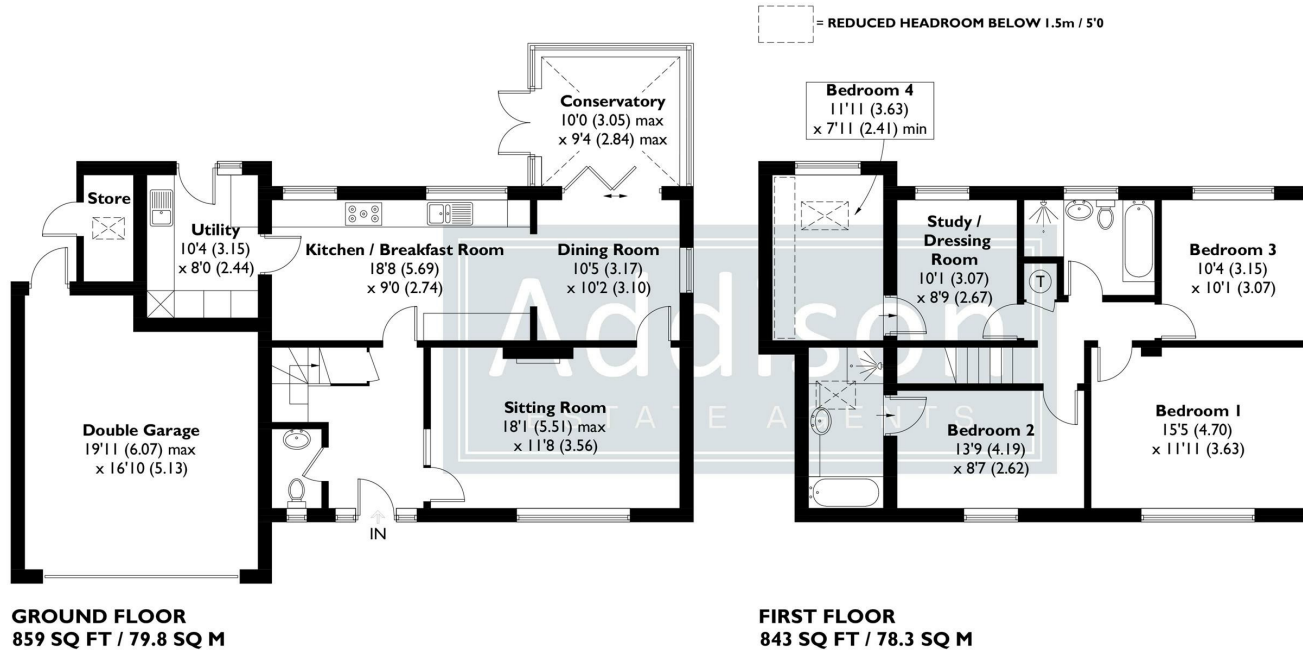 = REDUCED HEADROOM BELOW 1.5m / 5'0
Conservatory
10'0 (3.05) max
x 9'4 (2.84) max
Store
Utility
10'4 (3.15)
x 8'0 (2.44)
Kitchen / Breakfast Room
18'8 (5.69)
x 9'0 (2.74)
Dining Room
10'5 (3.17)
x 10'2 (3.10)
Double Garage
19'11 (6.07) max
x 16'10 (5.13)
Sitting Room
18'1 (5.51) max
x 11'8 (3.56)
IN
GROUND FLOOR
859 SQ FT / 79.8 SQ M
Bedroom 4
11'11 (3.63)
x 7'11 (2.41) min
Study /
Dressing
Room
10'1 (3.07)
x 8'9 (2.67)
T
Bedroom 3
10'4 (3.15)
x 10'1 (3.07)
Bedroom 2
13'9 (4.19)
x 8'7 (2.62)
Bedroom 1
15'5 (4.70)
x 11'11 (3.63)
FIRST FLOOR
843 SQ FT / 78.3 SQ M
Addison
ESTATE AGENTS